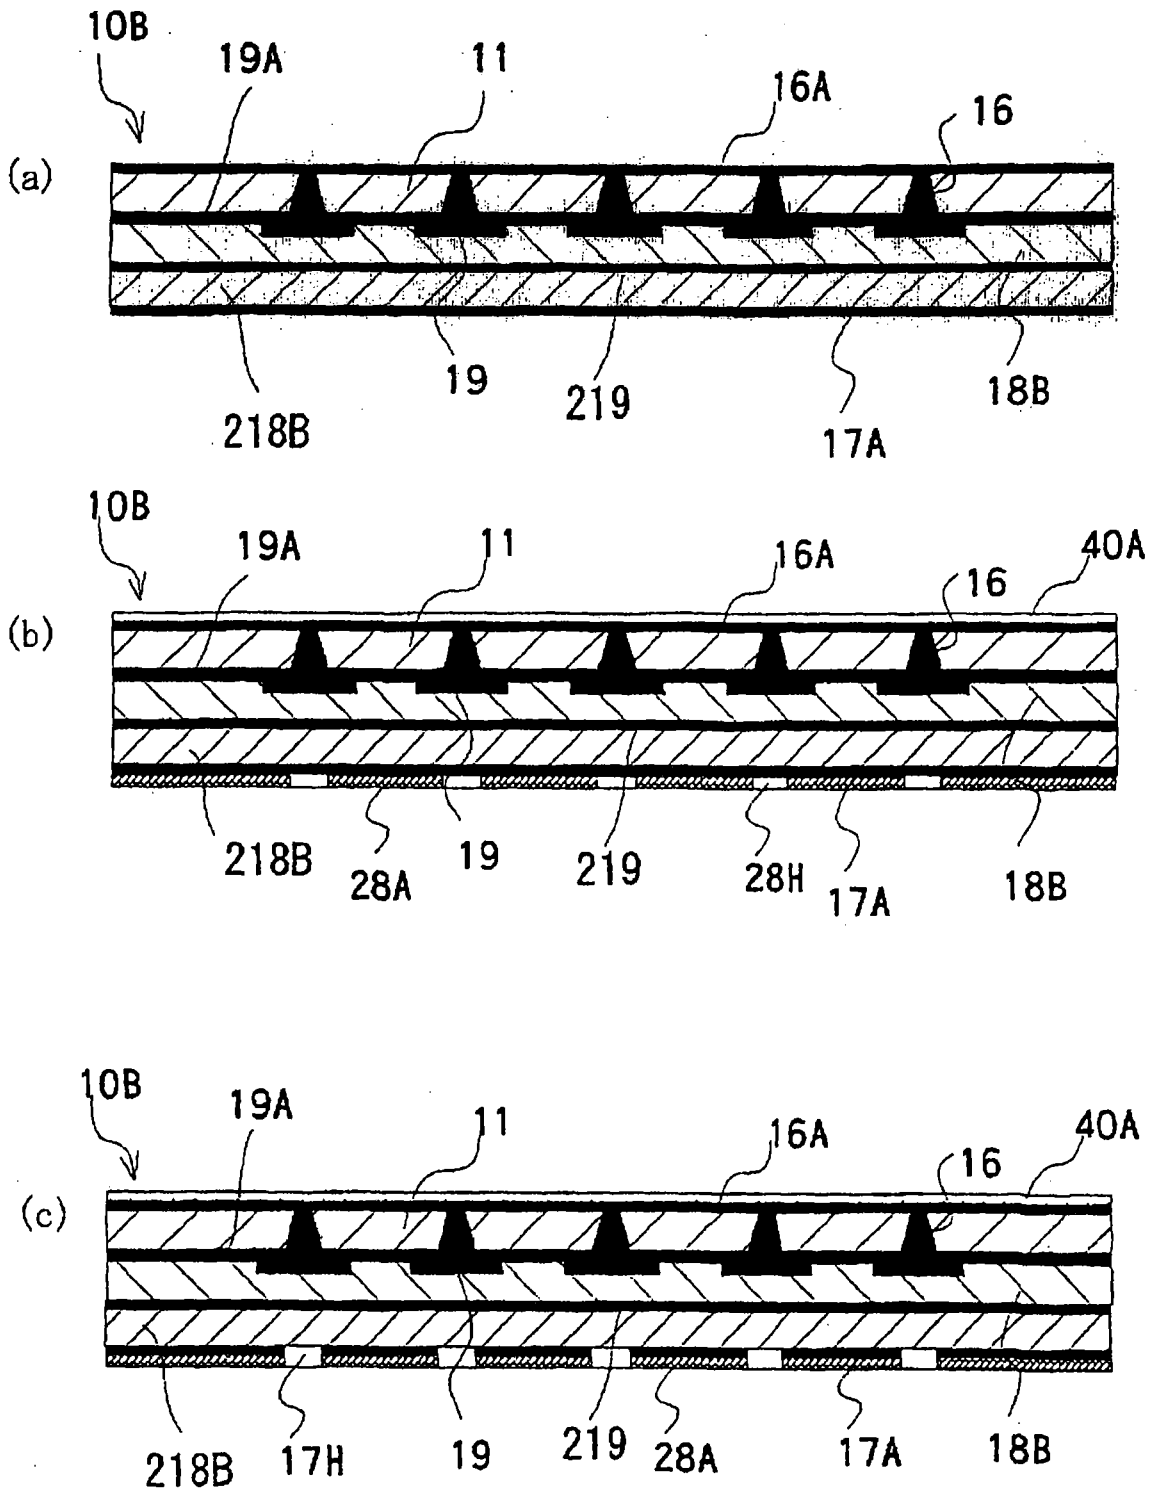 10B
19A 11 16A 16
(a)
218B 19 219 17A 18B
10B
19A 11 16A 16 40A
(b)
218B 28A 19 219 28H 17A 18B
10B
19A 11 16A 16 40A
(c)
218B 17H 19 219 28A 17A 18B